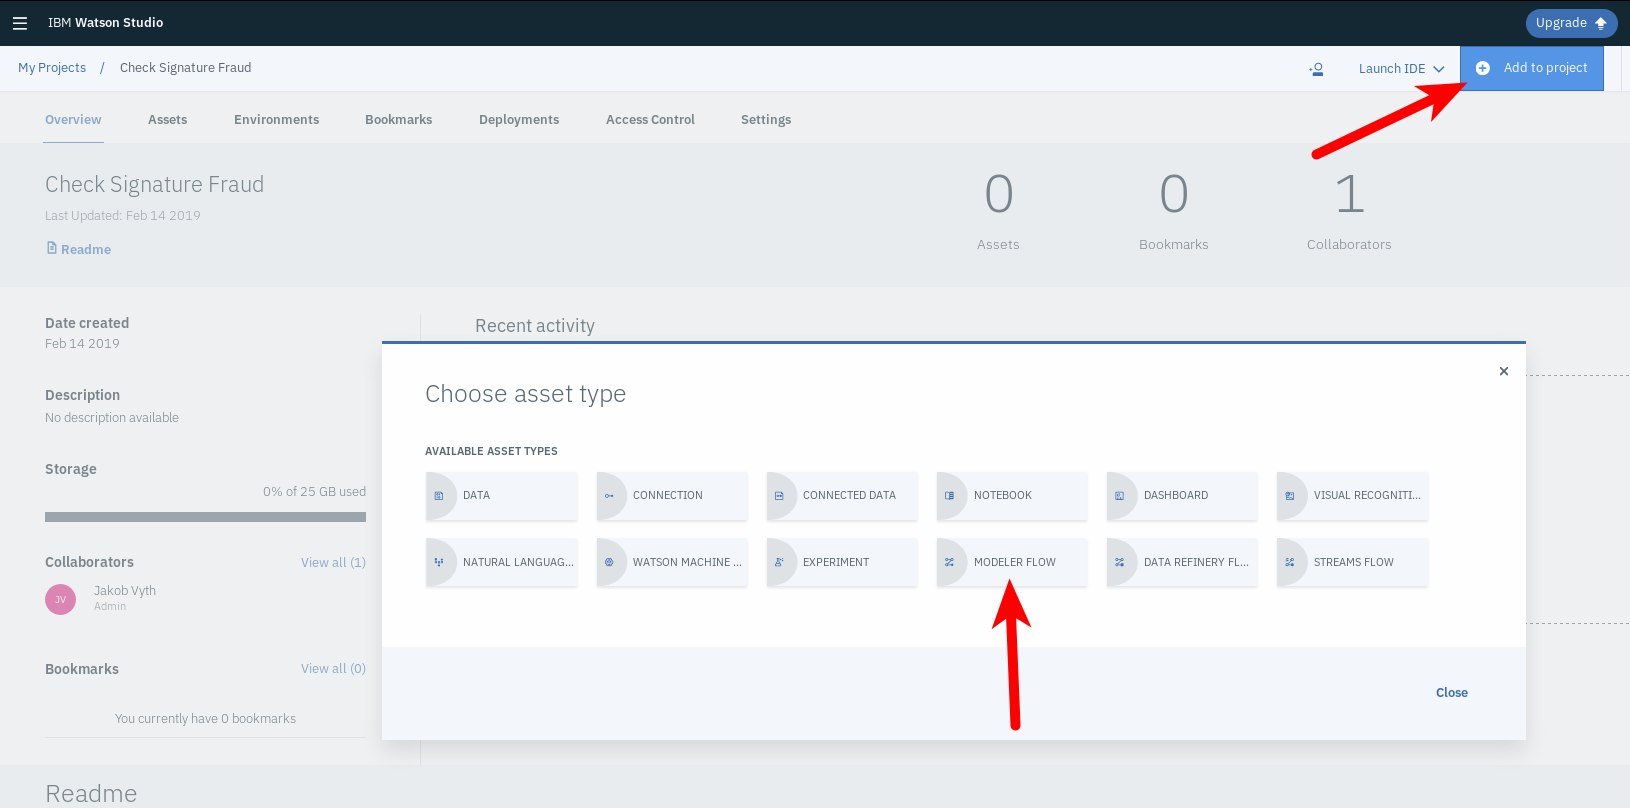 IBM Watson Studio
Upgrade
My Projects / Check Signature Fraud
Launch IDE
Add to project
Overview
Assets
Environments
Bookmarks
Deployments
Access Control
Settings
Check Signature Fraud
Last Updated: Feb 14 2019
Readme
0
Assets
0
Bookmarks
1
Collaborators
Date created
Feb 14 2019
Description
No description available
Storage
0% of 25 GB used
Collaborators
View all (1)
JV
Jakob Vyth
Admin
Bookmarks
View all (0)
You currently have 0 bookmarks
Readme
Recent activity
Choose asset type
×
AVAILABLE ASSET TYPES
DATA
CONNECTION
CONNECTED DATA
NOTEBOOK
DASHBOARD
VISUAL RECOGNITI...
NATURAL LANGUAG...
WATSON MACHINE ...
EXPERIMENT
MODELER FLOW
DATA REFINERY FL...
STREAMS FLOW
Close